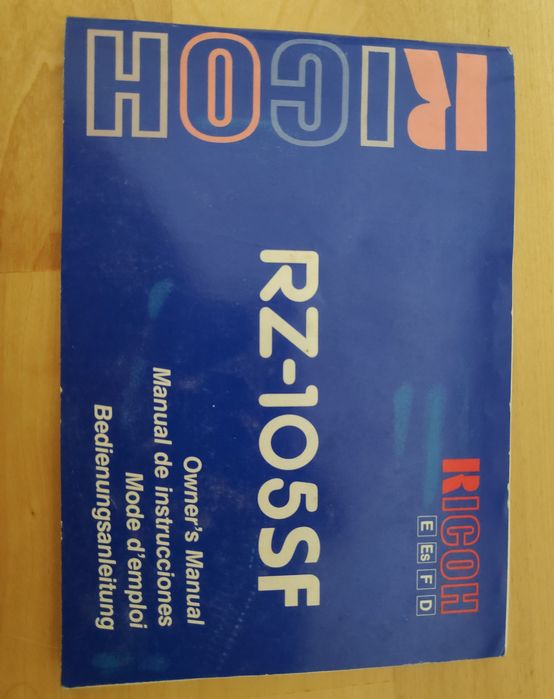 RICOH
RICOH
E Es F D
RZ-105SF
Owner's Manual
Manual de instrucciones
Mode d'emploi
Bedienungsanleitung